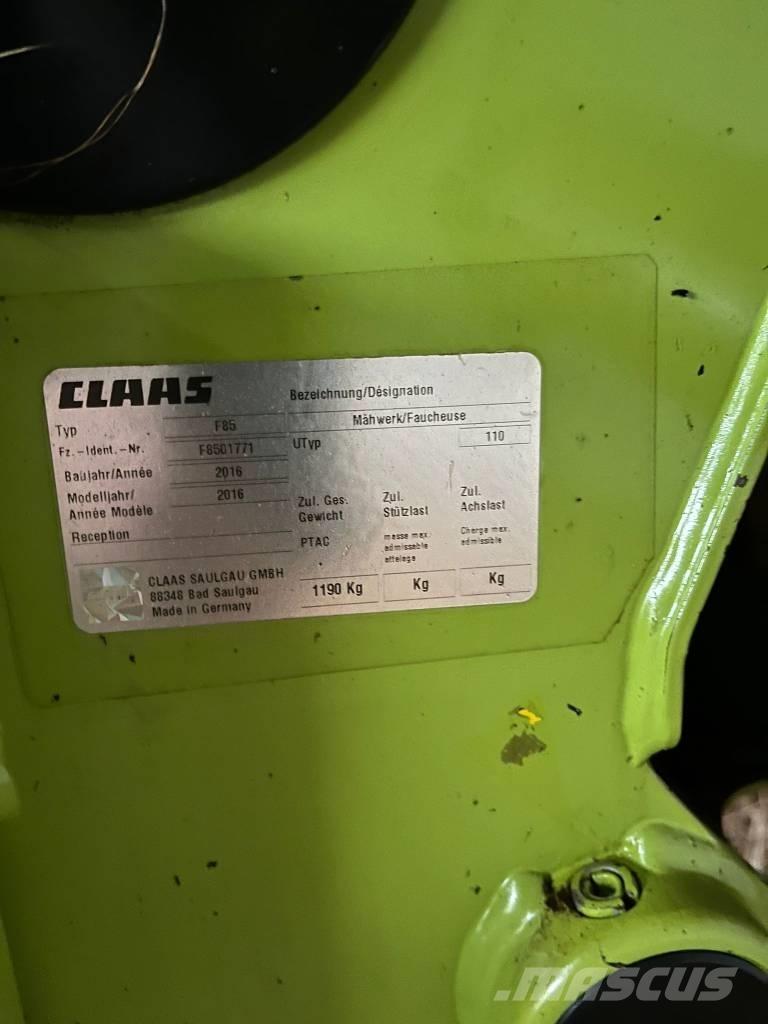 CLAAS
Bezeichnung/Désignation
Mähwerk/Faucheuse
Typ F85
Fz.-Ident.-Nr. F8501771
UTyp 110
Baujahr/Année 2016
Modelljahr/ 2016
Année Modèle
Reception
Zul. Ges.
Gewicht
PTAC
1190 Kg
Zul.
Stützlast
masse max.
admissable
attelage
Kg
Zul.
Achslast
Charge max.
admissible
Kg
CLAAS SAULGAU GMBH
88348 Bad Saulgau
Made in Germany
MASCUS